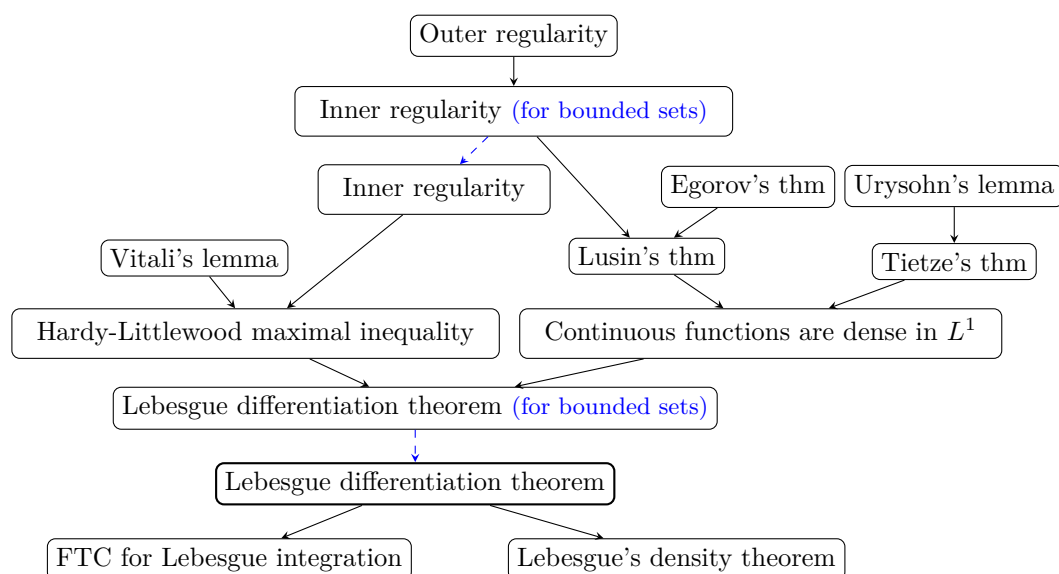 Outer regularity
Inner regularity (for bounded sets)
Inner regularity
Egorov's thm
Urysohn's lemma
Vitali's lemma
Lusin's thm
Tietze's thm
Hardy-Littlewood maximal inequality
Continuous functions are dense in L¹
Lebesgue differentiation theorem (for bounded sets)
Lebesgue differentiation theorem
FTC for Lebesgue integration
Lebesgue's density theorem